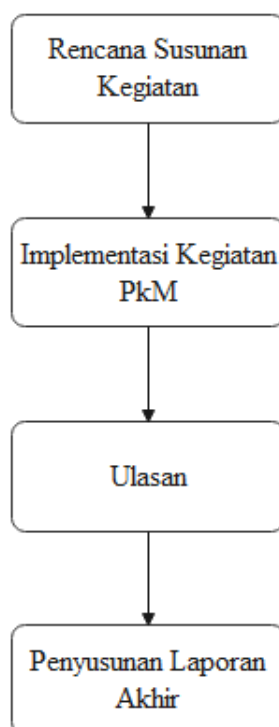 Rencana Susunan
Kegiatan
Implementasi Kegiatan
PkM
Ulasan
Penyusunan Laporan
Akhir